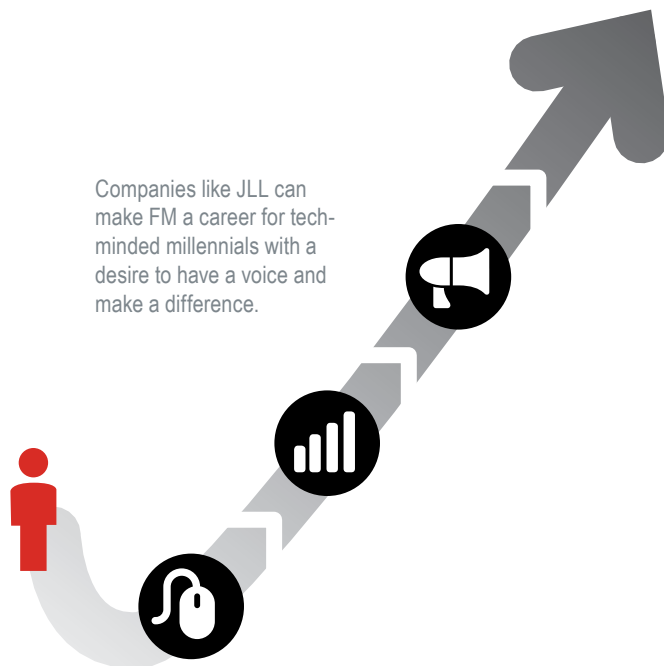 Companies like JLL can
make FM a career for tech-
minded millennials with a
desire to have a voice and
make a difference.